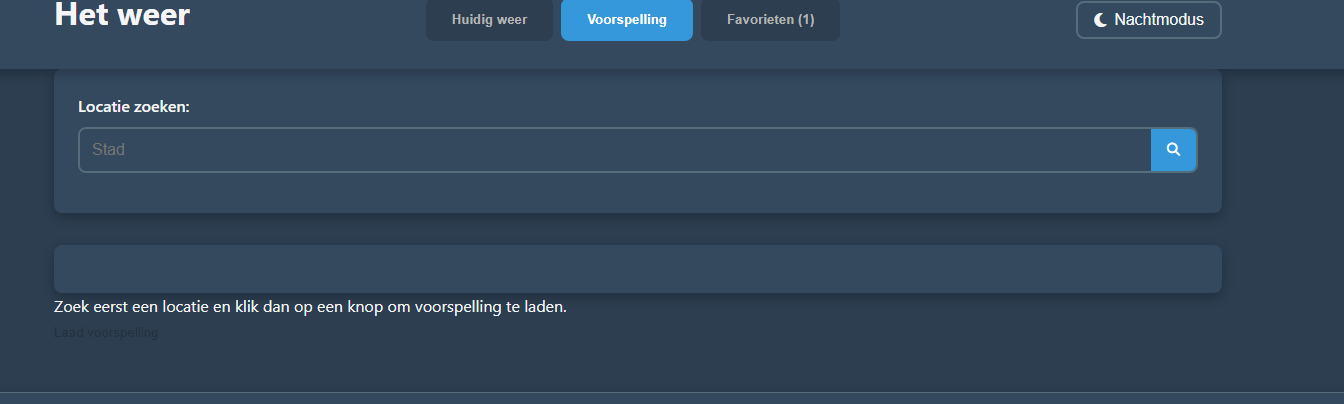 Het weer
Huidig weer
Voorspelling
Favorieten (1)
Nachtmodus
Locatie zoeken:
Stad
Zoek eerst een locatie en klik dan op een knop om voorspelling te laden.
Laad voorspelling